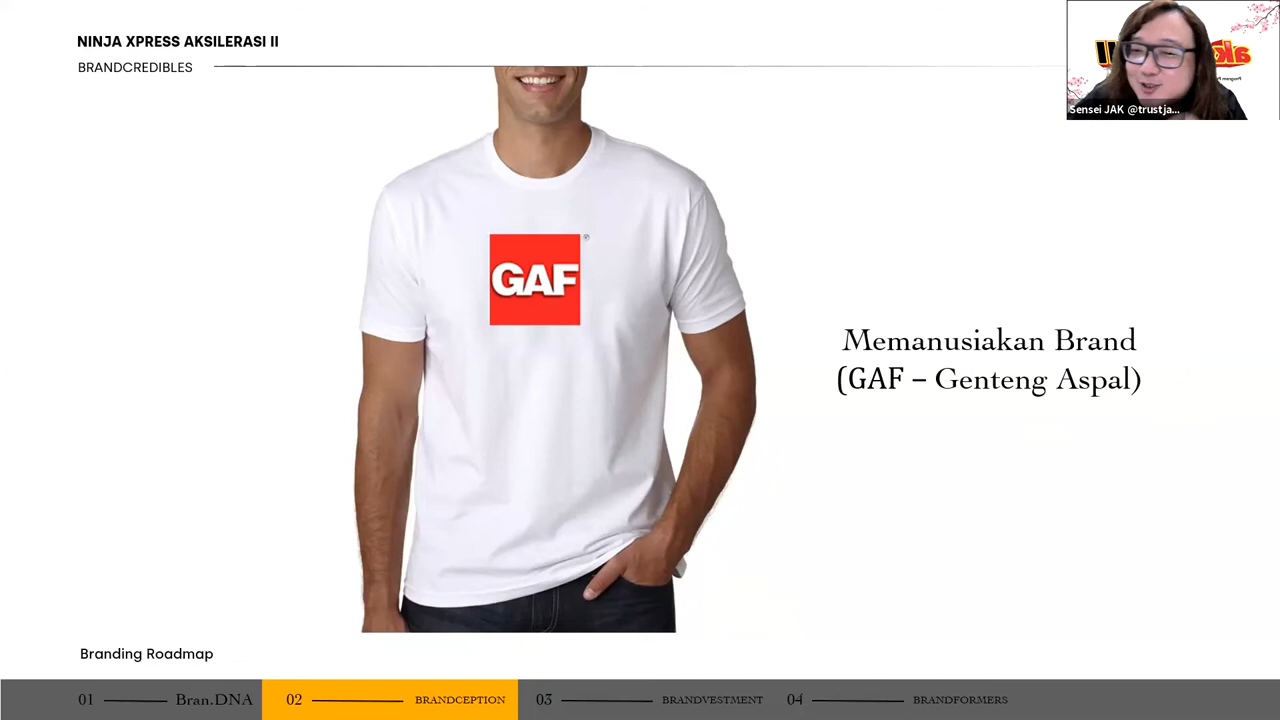 NINJA XPRESS AKSILERASI II
BRANDCREDIBLES
Sensei JAK @trustja...
GAF
®
Memanusiakan Brand
(GAF – Genteng Aspal)
Branding Roadmap
01 Bran.DNA 02 BRANDCEPTION 03 BRANDVESTMENT 04 BRANDFORMERS